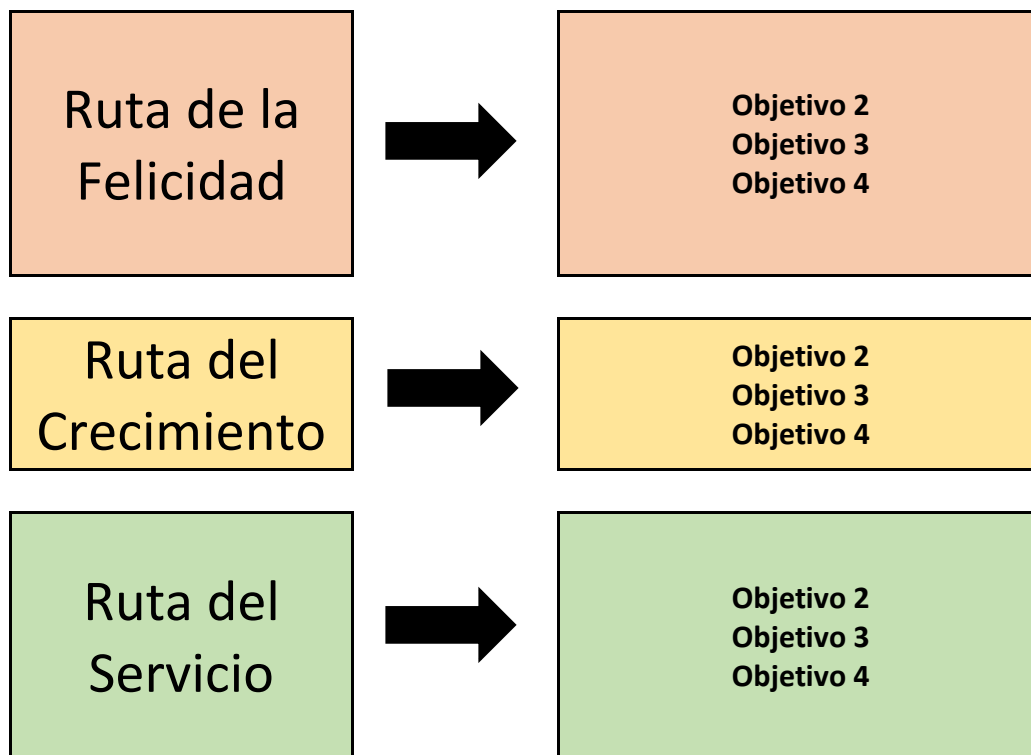 Ruta de la
Felicidad
Objetivo 2
Objetivo 3
Objetivo 4
Ruta del
Crecimiento
Objetivo 2
Objetivo 3
Objetivo 4
Ruta del
Servicio
Objetivo 2
Objetivo 3
Objetivo 4